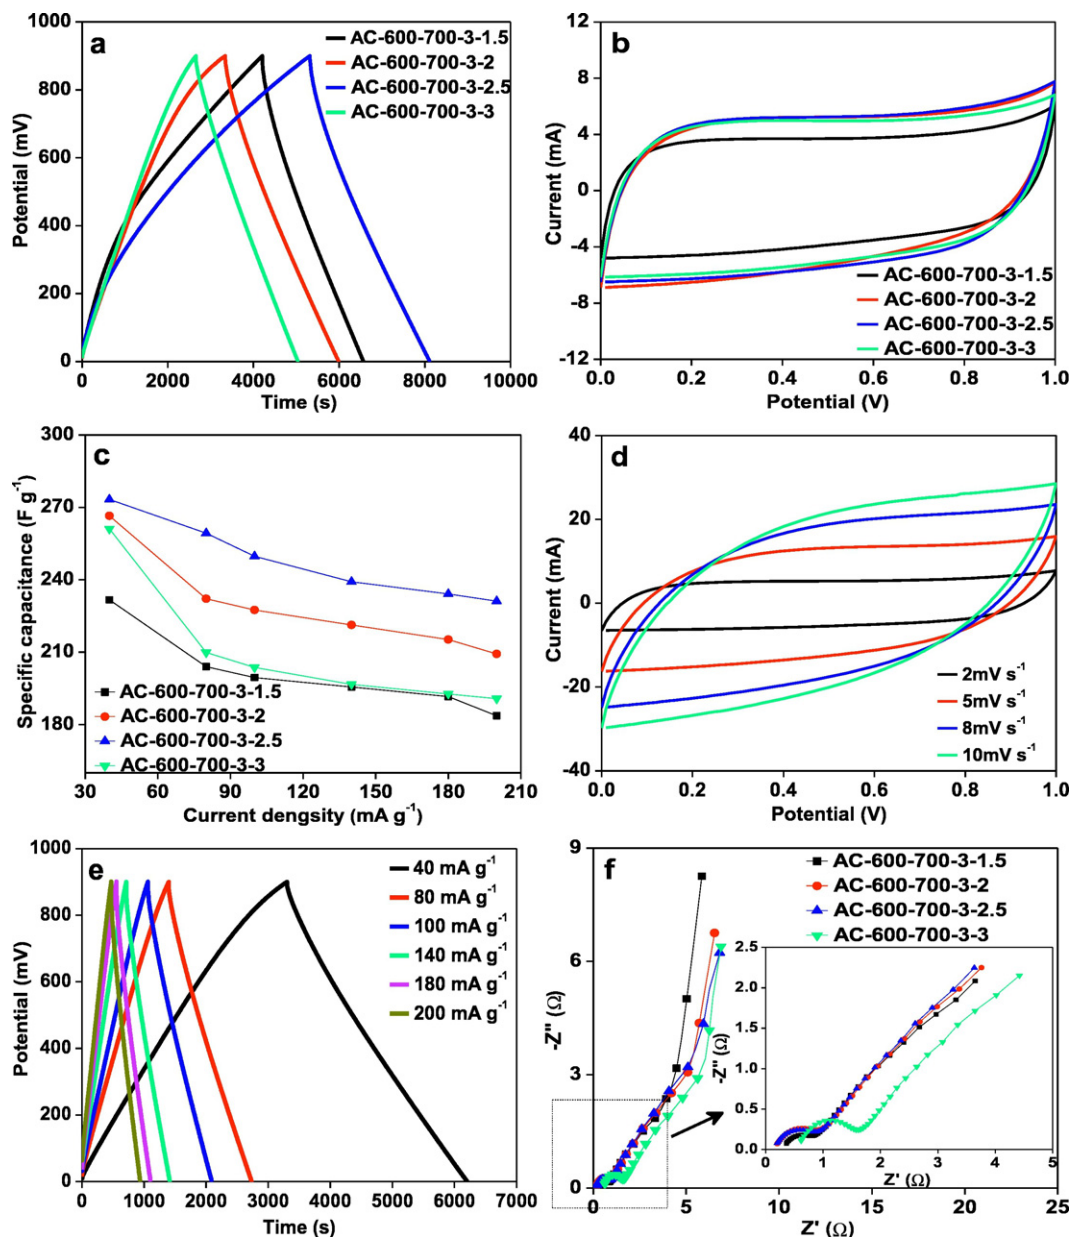 a
1000
800
600
400
200
0
Potential (mV)
AC-600-700-3-1.5
AC-600-700-3-2
AC-600-700-3-2.5
AC-600-700-3-3
0 2000 4000 6000 8000 10000
Time (s)
b
12
8
4
0
-4
-8
-12
Current (mA)
AC-600-700-3-1.5
AC-600-700-3-2
AC-600-700-3-2.5
AC-600-700-3-3
0.0 0.2 0.4 0.6 0.8 1.0
Potential (V)
c
300
270
240
210
180
Specific capacitance (F g⁻¹)
AC-600-700-3-1.5
AC-600-700-3-2
AC-600-700-3-2.5
AC-600-700-3-3
30 60 90 120 150 180 210
Current dengsity (mA g⁻¹)
d
40
20
0
-20
-40
Current (mA)
2mV s⁻¹
5mV s⁻¹
8mV s⁻¹
10mV s⁻¹
0.0 0.2 0.4 0.6 0.8 1.0
Potential (V)
e
1000
800
600
400
200
0
Potential (mV)
40 mA g⁻¹
80 mA g⁻¹
100 mA g⁻¹
140 mA g⁻¹
180 mA g⁻¹
200 mA g⁻¹
0 1000 2000 3000 4000 5000 6000 7000
Time (s)
f
9
6
3
0
-Z'' (Ω)
AC-600-700-3-1.5
AC-600-700-3-2
AC-600-700-3-2.5
AC-600-700-3-3
2.5
2.0
1.5
1.0
0.5
0.0
-Z'' (Ω)
0 1 2 3 4 5
Z' (Ω)
0 5 10 15 20 25
Z' (Ω)